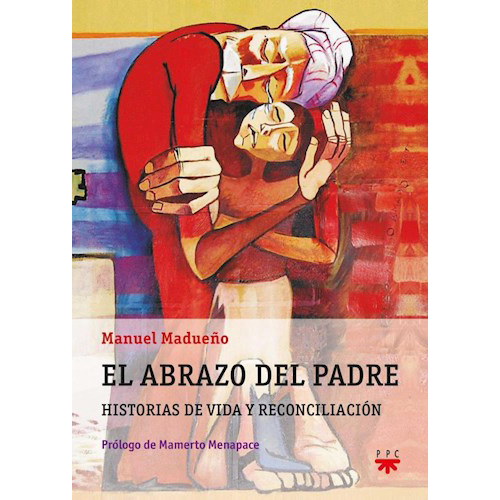 Manuel Madueño
EL ABRAZO DEL PADRE
HISTORIAS DE VIDA Y RECONCILIACIÓN
Prólogo de Mamerto Menapace
PPC